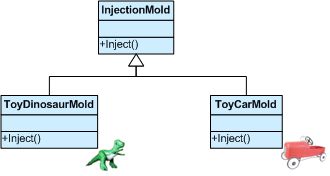 InjectionMold
+Inject()
ToyDinosaurMold
+Inject()
ToyCarMold
+Inject()